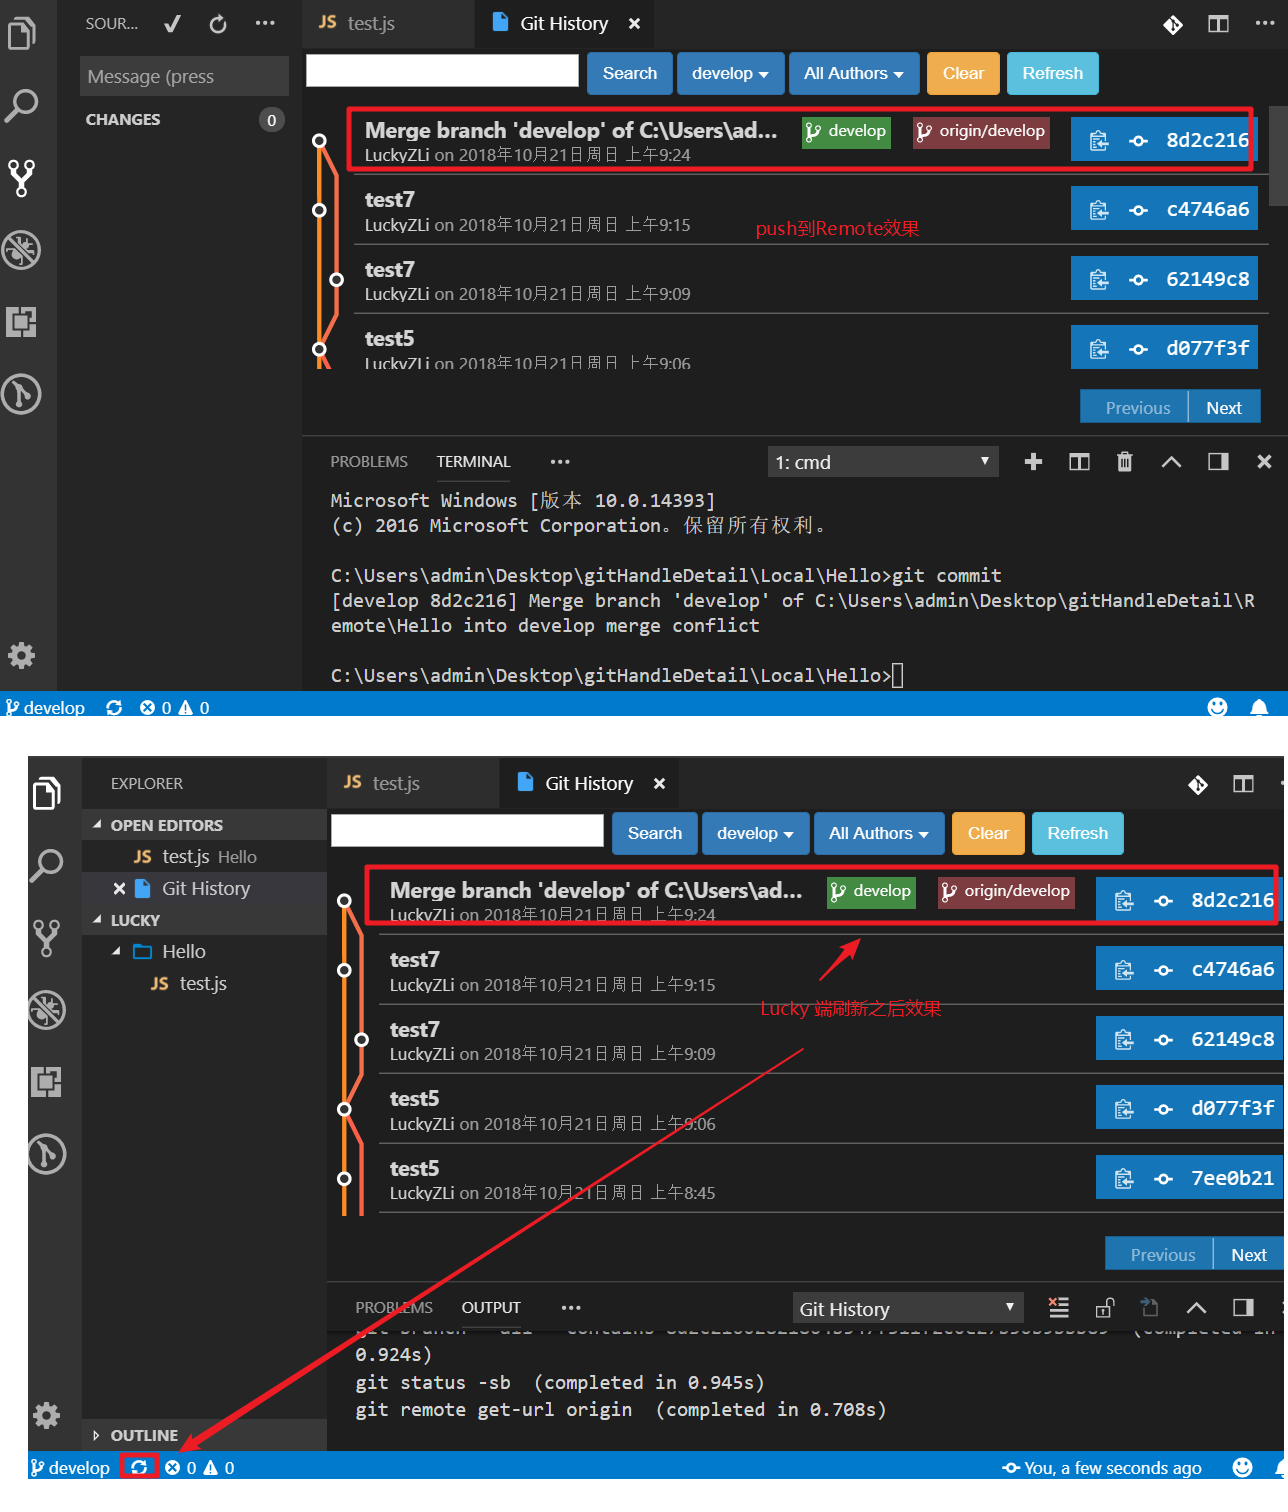 SOUR...
JS test.js
Git History
Message (press
CHANGES
0
Search
develop
All Authors
Clear
Refresh
Merge branch 'develop' of C:\Users\ad...
develop
origin/develop
8d2c216
LuckyZLi on 2018年10月21日周日 上午9:24
test7
c4746a6
LuckyZLi on 2018年10月21日周日 上午9:15
push到Remote效果
test7
62149c8
LuckyZLi on 2018年10月21日周日 上午9:09
test5
d077f3f
LuckyZLi on 2018年10月21日周日 上午9:06
Previous
Next
PROBLEMS
TERMINAL
1: cmd
Microsoft Windows [版本 10.0.14393]
(c) 2016 Microsoft Corporation。保留所有权利。
C:\Users\admin\Desktop\gitHandleDetail\Local\Hello>git commit
[develop 8d2c216] Merge branch 'develop' of C:\Users\admin\Desktop\gitHandleDetail\R
emote\Hello into develop merge conflict
C:\Users\admin\Desktop\gitHandleDetail\Local\Hello>
develop
0
0
EXPLORER
JS test.js
Git History
OPEN EDITORS
JS test.js Hello
Git History
LUCKY
Hello
JS test.js
Search
develop
All Authors
Clear
Refresh
Merge branch 'develop' of C:\Users\ad...
develop
origin/develop
8d2c216
LuckyZLi on 2018年10月21日周日 上午9:24
test7
c4746a6
LuckyZLi on 2018年10月21日周日 上午9:15
Lucky 端刷新之后效果
test7
62149c8
LuckyZLi on 2018年10月21日周日 上午9:09
test5
d077f3f
LuckyZLi on 2018年10月21日周日 上午9:06
test5
7ee0b21
LuckyZLi on 2018年10月21日周日 上午8:45
Previous
Next
PROBLEMS
OUTPUT
Git History
0.924s)
git status -sb (completed in 0.945s)
git remote get-url origin (completed in 0.708s)
OUTLINE
develop
0
0
You, a few seconds ago